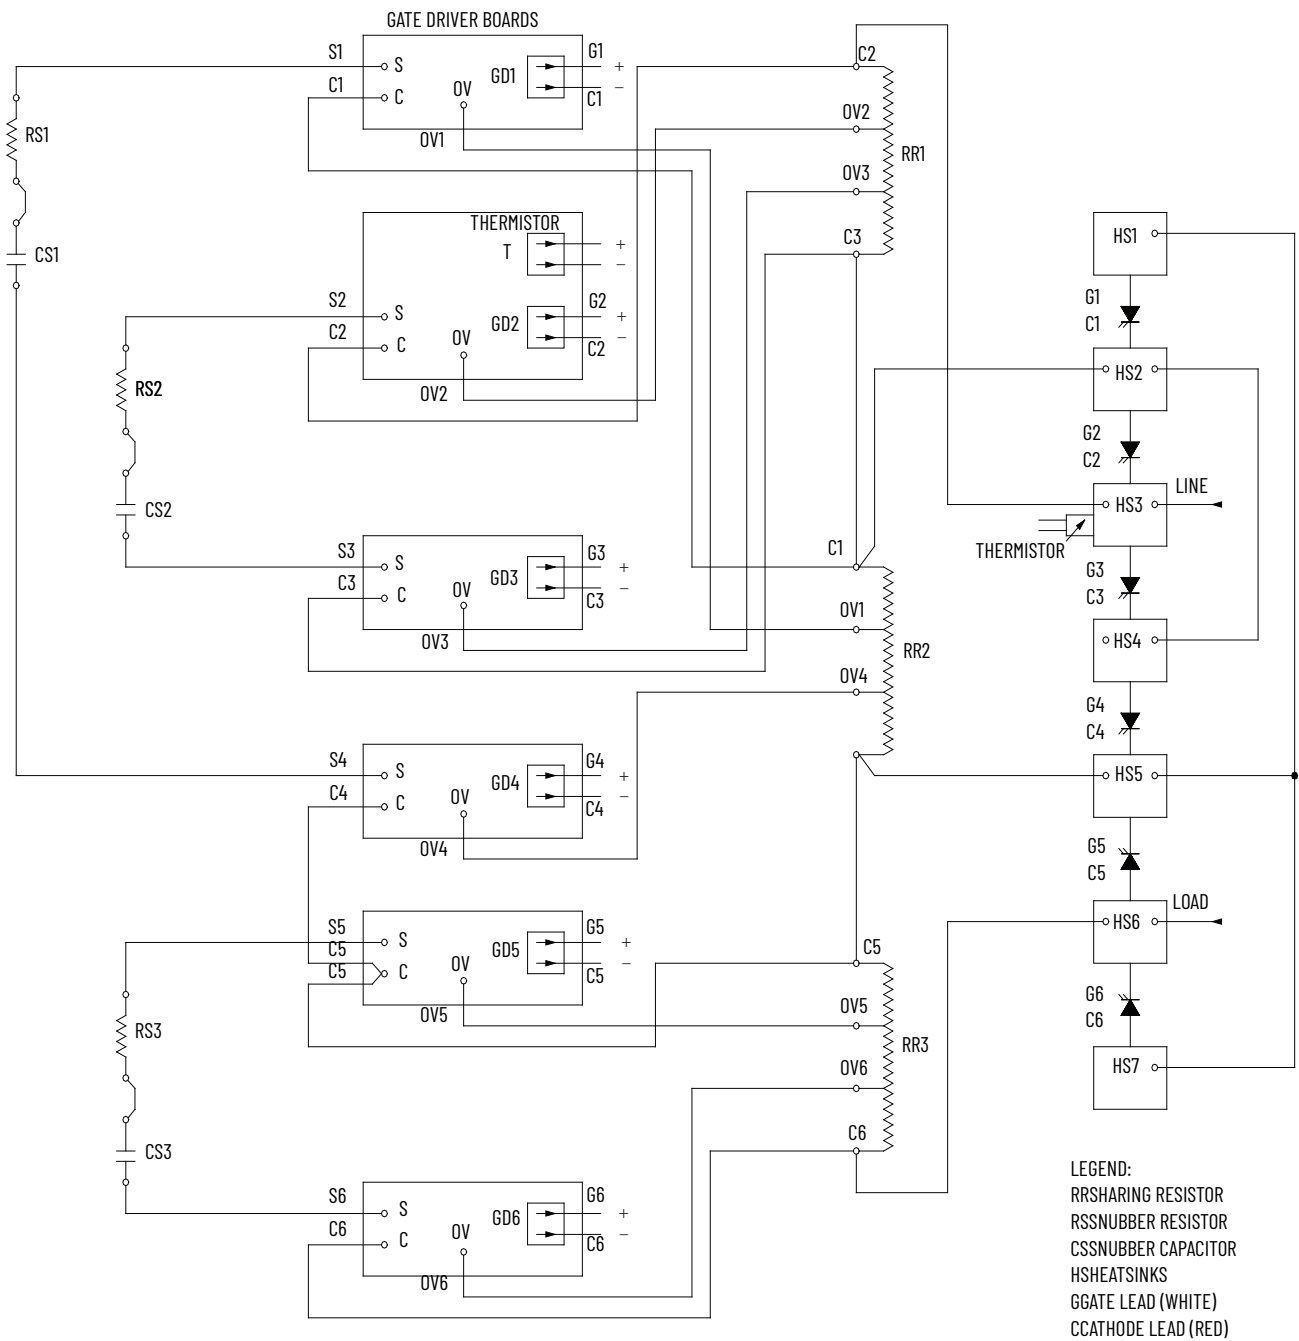 GATE DRIVER BOARDS
S1
S
C1
C
OV
OV1
GD1
G1
+
C1
−
RS1
CS1
THERMISTOR
T
+
−
S2
S
C2
C
OV
OV2
GD2
G2
+
C2
−
RS2
CS2
S3
S
C3
C
OV
OV3
GD3
G3
+
C3
−
S4
S
C4
C
OV
OV4
GD4
G4
+
C4
−
S5
S
C5
C5
C
OV
OV5
GD5
G5
+
C5
−
RS3
CS3
S6
S
C6
C
OV
OV6
GD6
G6
+
C6
−
C2
OV2
RR1
OV3
C3
C1
OV1
RR2
OV4
C5
OV5
RR3
OV6
C6
HS1
G1
C1
HS2
G2
C2
HS3
LINE
THERMISTOR
G3
C3
HS4
G4
C4
HS5
G5
C5
HS6
LOAD
G6
C6
HS7
LEGEND:
RRSHARING RESISTOR
RSSNUBBER RESISTOR
CSSNUBBER CAPACITOR
HSHEATSINKS
GGATE LEAD (WHITE)
CCATHODE LEAD (RED)